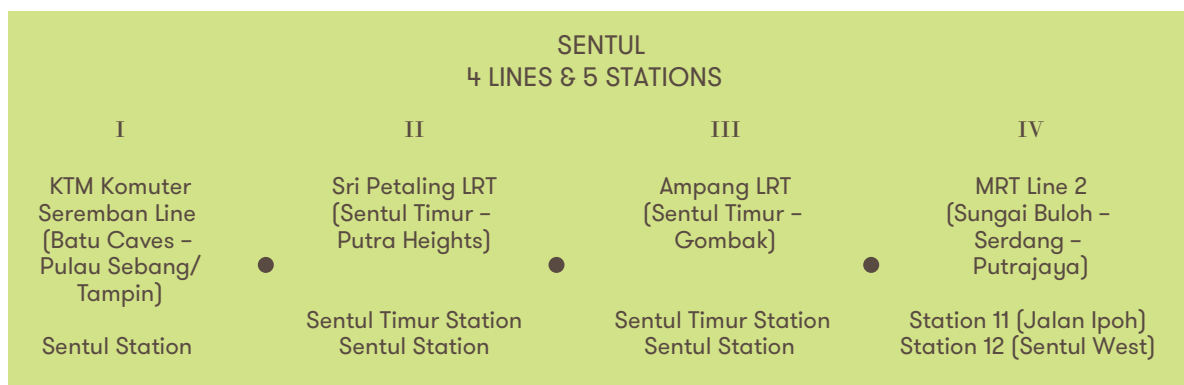 SENTUL
4 LINES & 5 STATIONS
I
KTM Komuter
Seremban Line
(Batu Caves –
Pulau Sebang/
Tampin)
Sentul Station
II
Sri Petaling LRT
(Sentul Timur –
Putra Heights)
Sentul Timur Station
Sentul Station
III
Ampang LRT
(Sentul Timur –
Gombak)
Sentul Timur Station
Sentul Station
IV
MRT Line 2
(Sungai Buloh –
Serdang –
Putrajaya)
Station 11 (Jalan Ipoh)
Station 12 (Sentul West)